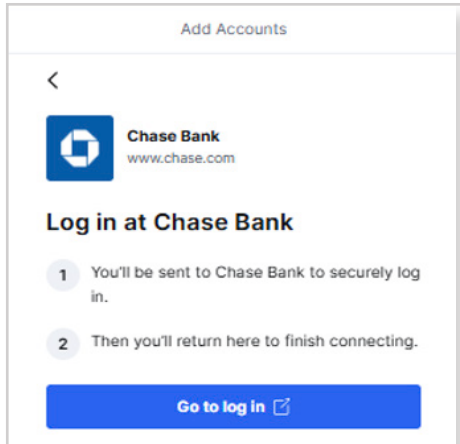 Add Accounts
Chase Bank
www.chase.com
Log in at Chase Bank
1 You'll be sent to Chase Bank to securely log
in.
2 Then you'll return here to finish connecting.
Go to log in